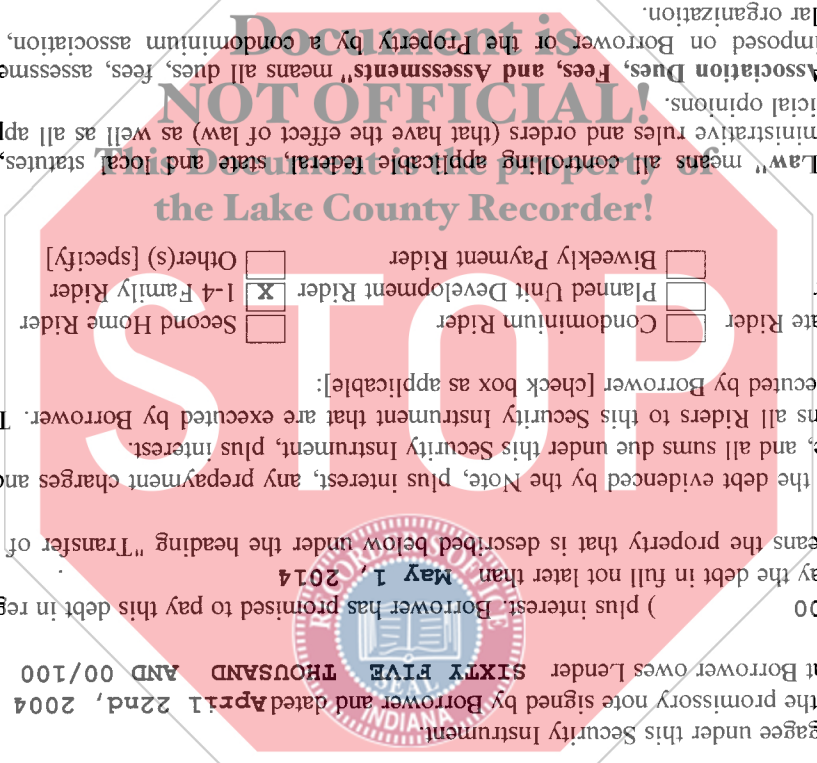 gagee under this Security Instrument.
the promissory note signed by Borrower and dated April 22nd, 2004
at Borrower owes Lender SIXTY FIVE THOUSAND AND 00/100
00 ) plus interest. Borrower has promised to pay this debt in reg
ay the debt in full not later than May 1, 2014 .
eans the property that is described below under the heading "Transfer of
the debt evidenced by the Note, plus interest, any prepayment charges and
e, and all sums due under this Security Instrument, plus interest.
ns all Riders to this Security Instrument that are executed by Borrower. T
ecuted by Borrower [check box as applicable]:
ate Rider Condominium Rider Second Home Rider
r Planned Unit Development Rider X 1-4 Family Rider
Biweekly Payment Rider Other(s) [specify]
Law" means all controlling applicable federal, state and local statutes,
ministrative rules and orders (that have the effect of law) as well as all app
icial opinions.
Association Dues, Fees, and Assessments" means all dues, fees, assessme
imposed on Borrower or the Property by a condominium association,
lar organization.
Document is
NOT OFFICIAL!
This Document is the property of
the Lake County Recorder!
STOP
RECORDER OFFICE
SEAL
INDIANA